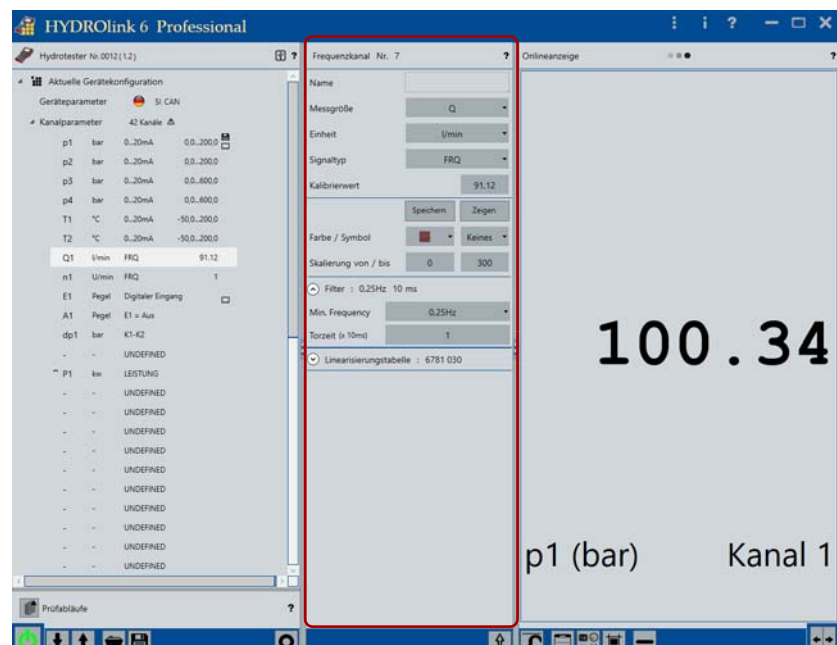 HYDROlink 6 Professional
i ?
Hydrotester Nr.0012 (1.2) ?
Aktuelle Gerätekonfiguration
Geräteparameter SI CAN
Kanalparameter 42 Kanäle
p1 bar 0..20mA 0,0..200,0
p2 bar 0..20mA 0,0..200,0
p3 bar 0..20mA 0,0..600,0
p4 bar 0..20mA 0,0..600,0
T1 °C 0..20mA -50,0..200,0
T2 °C 0..20mA -50,0..200,0
Q1 l/min FRQ 91.12
n1 U/min FRQ 1
E1 Pegel Digitaler Eingang
A1 Pegel E1 = Aus
dp1 bar K1-K2
- - UNDEFINED
P1 kw LEISTUNG
- - UNDEFINED
- - UNDEFINED
- - UNDEFINED
- - UNDEFINED
- - UNDEFINED
- - UNDEFINED
- - UNDEFINED
- - UNDEFINED
- - UNDEFINED
- - UNDEFINED
Prüfabläufe ?
Frequenzkanal Nr. 7 ?
Name
Messgröße Q
Einheit l/min
Signaltyp FRQ
Kalibrierwert 91.12
Speichern Zeigen
Farbe / Symbol Keines
Skalierung von / bis 0 300
Filter : 0.25Hz 10 ms
Min. Frequency 0.25Hz
Torzeit (x 10ms) 1
Linearisierungstabelle : 6781 030
Onlineanzeige ?
100.34
p1 (bar) Kanal 1